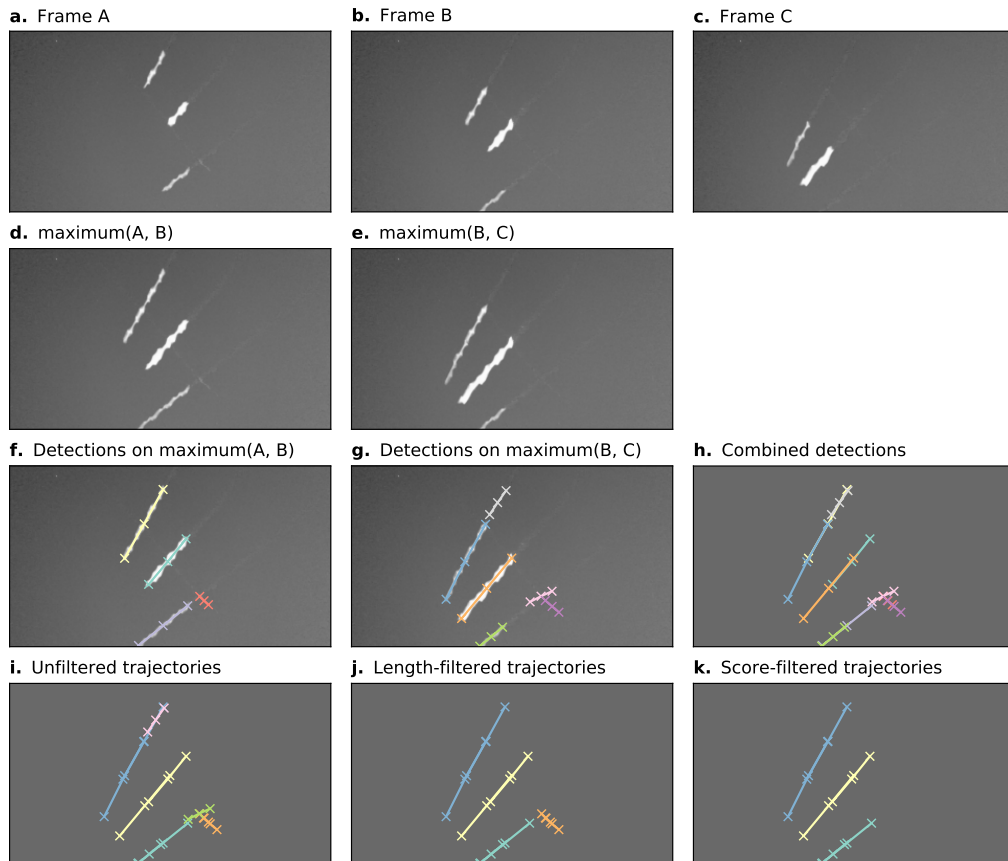 a. Frame A
b. Frame B
c. Frame C
d. maximum(A, B)
e. maximum(B, C)
f. Detections on maximum(A, B)
g. Detections on maximum(B, C)
h. Combined detections
i. Unfiltered trajectories
j. Length-filtered trajectories
k. Score-filtered trajectories